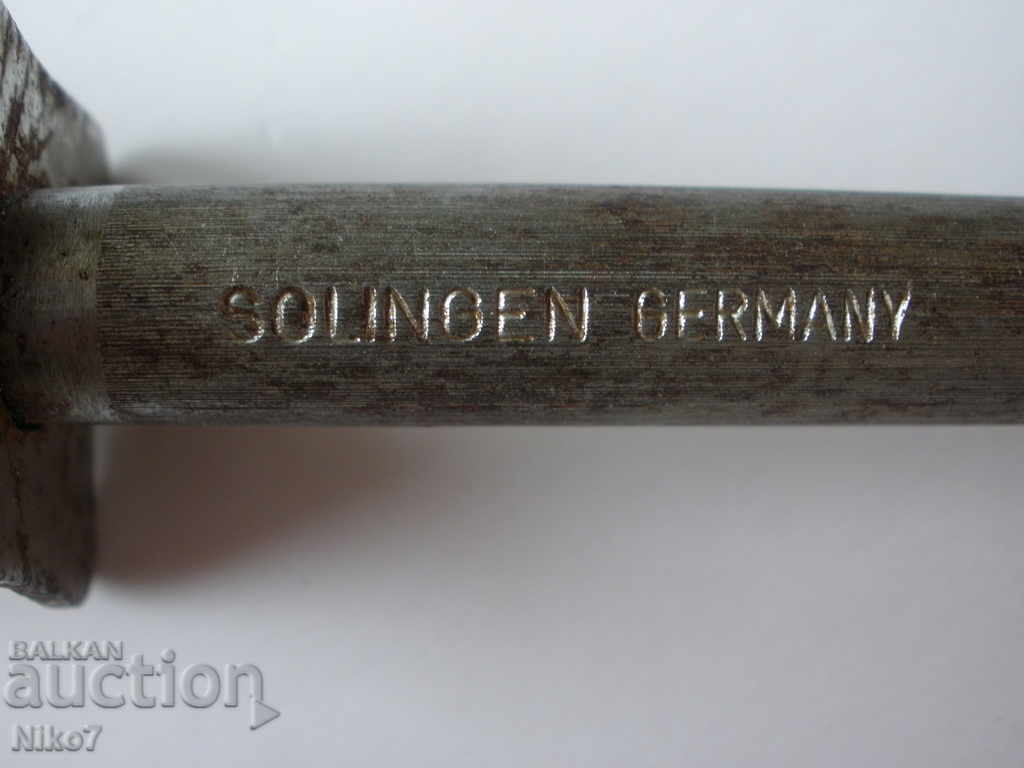 SOLINGEN GERMANY
BALKAN
auction
Niko7